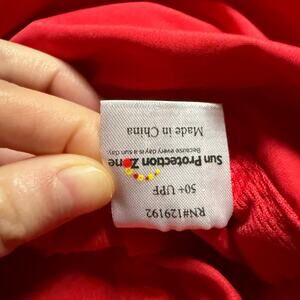 Sun Protection Zone
Because every day is a sun day.
Made in China
RN#129192
50+ UPF